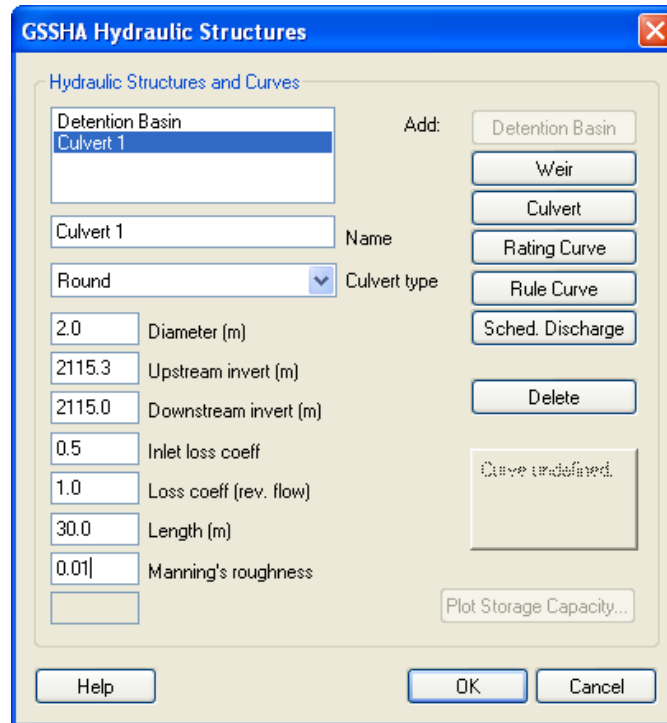 GSSHA Hydraulic Structures
Hydraulic Structures and Curves
Detention Basin
Culvert 1
Add:
Detention Basin
Weir
Culvert
Rating Curve
Rule Curve
Sched. Discharge
Delete
Culvert 1 Name
Round Culvert type
2.0 Diameter (m)
2115.3 Upstream invert (m)
2115.0 Downstream invert (m)
0.5 Inlet loss coeff
1.0 Loss coeff (rev. flow)
30.0 Length (m)
0.01 Manning's roughness
Curve undefined.
Plot Storage Capacity...
Help
OK
Cancel